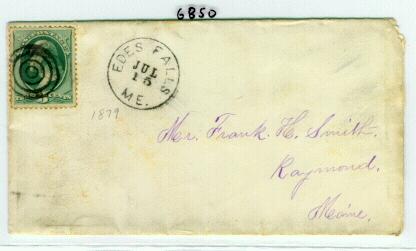 6850
EDES FALLS
JUL
15
ME.
1879
Mr. Frank. H. Smith.
Raymond.
Maine.